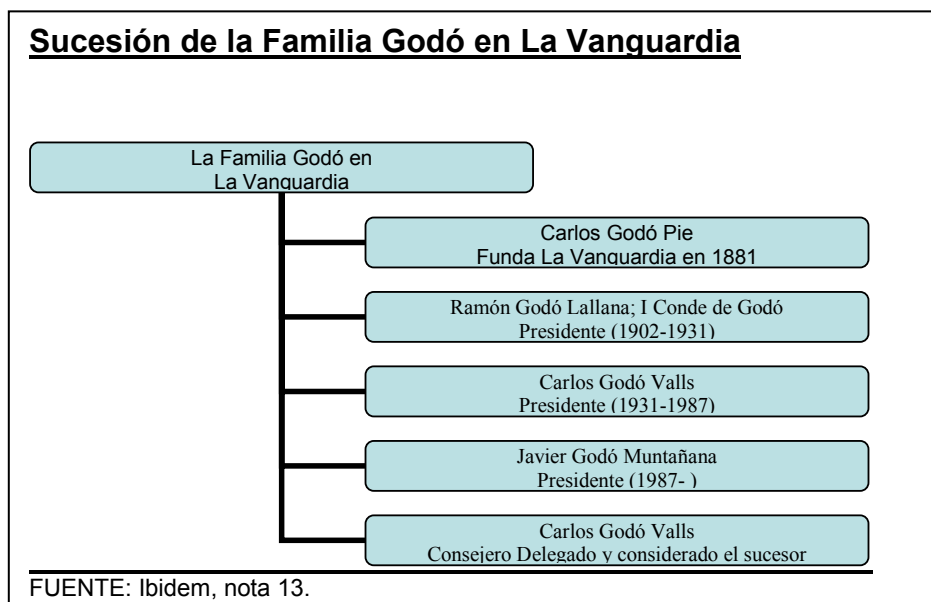 Sucesión de la Familia Godó en La Vanguardia
La Familia Godó en
La Vanguardia
Carlos Godó Pie
Funda La Vanguardia en 1881
Ramón Godó Lallana; I Conde de Godó
Presidente (1902-1931)
Carlos Godó Valls
Presidente (1931-1987)
Javier Godó Muntañana
Presidente (1987- )
Carlos Godó Valls
Consejero Delegado y considerado el sucesor
FUENTE: Ibidem, nota 13.